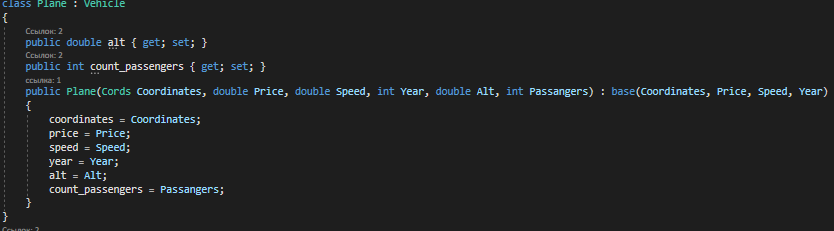 class Plane : Vehicle
{
Ссылок: 2
public double alt { get; set; }
Ссылок: 2
public int count_passengers { get; set; }
ссылка: 1
public Plane(Cords Coordinates, double Price, double Speed, int Year, double Alt, int Passangers) : base(Coordinates, Price, Speed, Year)
{
coordinates = Coordinates;
price = Price;
speed = Speed;
year = Year;
alt = Alt;
count_passengers = Passangers;
}
}
Ссылок: 2